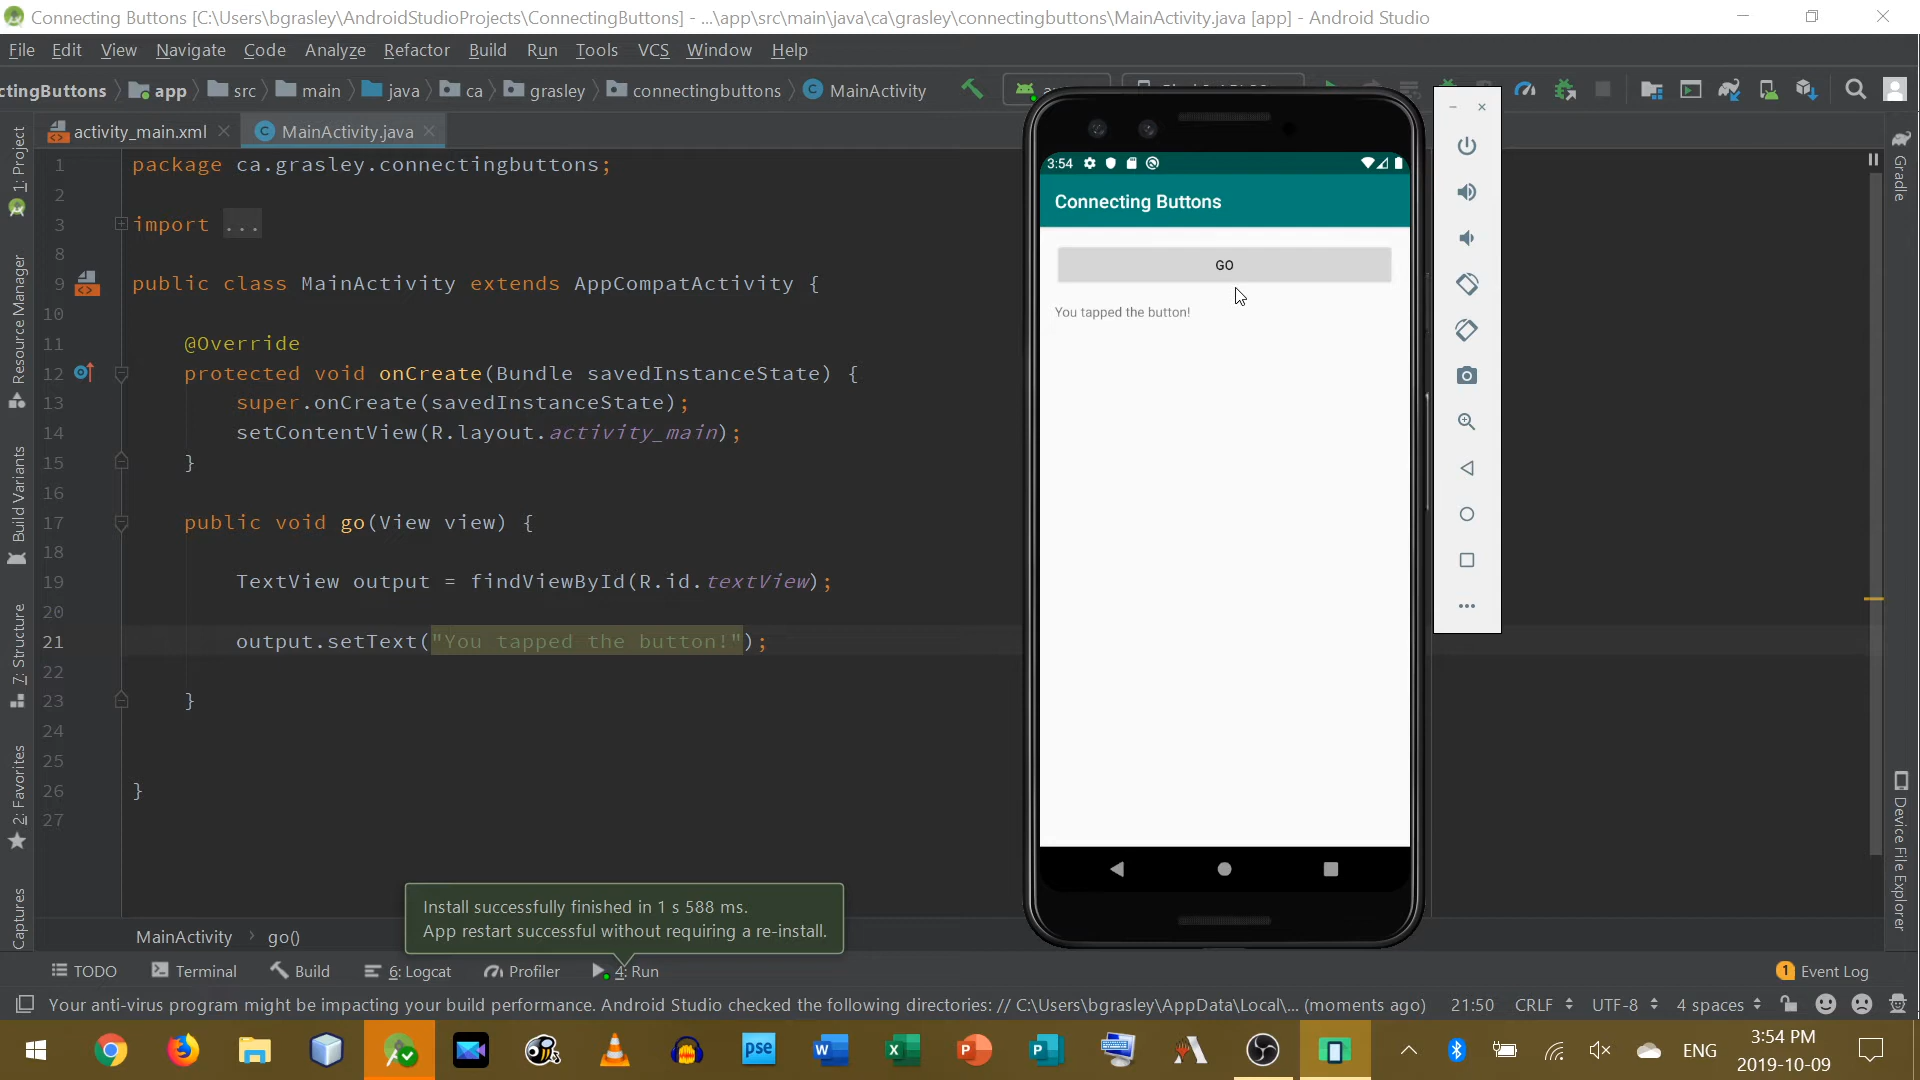 Connecting Buttons [C:\Users\bgrasley\AndroidStudioProjects\ConnectingButtons] - ...\app\src\main\java\ca\grasley\connectingbuttons\MainActivity.java [app] - Android Studio
File Edit View Navigate Code Analyze Refactor Build Run Tools VCS Window Help
ctingButtons app src main java ca grasley connectingbuttons MainActivity
activity_main.xml MainActivity.java
1 package ca.grasley.connectingbuttons;
2
3 import ...
8
9 public class MainActivity extends AppCompatActivity {
10
11 @Override
12 protected void onCreate(Bundle savedInstanceState) {
13 super.onCreate(savedInstanceState);
14 setContentView(R.layout.activity_main);
15 }
16
17 public void go(View view) {
18
19 TextView output = findViewById(R.id.textView);
20
21 output.setText("You tapped the button!");
22
23 }
24
25
26 }
27
1: Project
Resource Manager
Build Variants
7: Structure
2: Favorites
Captures
3:54
Connecting Buttons
GO
You tapped the button!
Gradle
Device File Explorer
Install successfully finished in 1 s 588 ms.
App restart successful without requiring a re-install.
MainActivity go()
TODO Terminal Build 6: Logcat Profiler 4: Run 1 Event Log
Your anti-virus program might be impacting your build performance. Android Studio checked the following directories: // C:\Users\bgrasley\AppData\Local\... (moments ago) 21:50 CRLF UTF-8 4 spaces
pse W X P P ENG 3:54 PM
2019-10-09